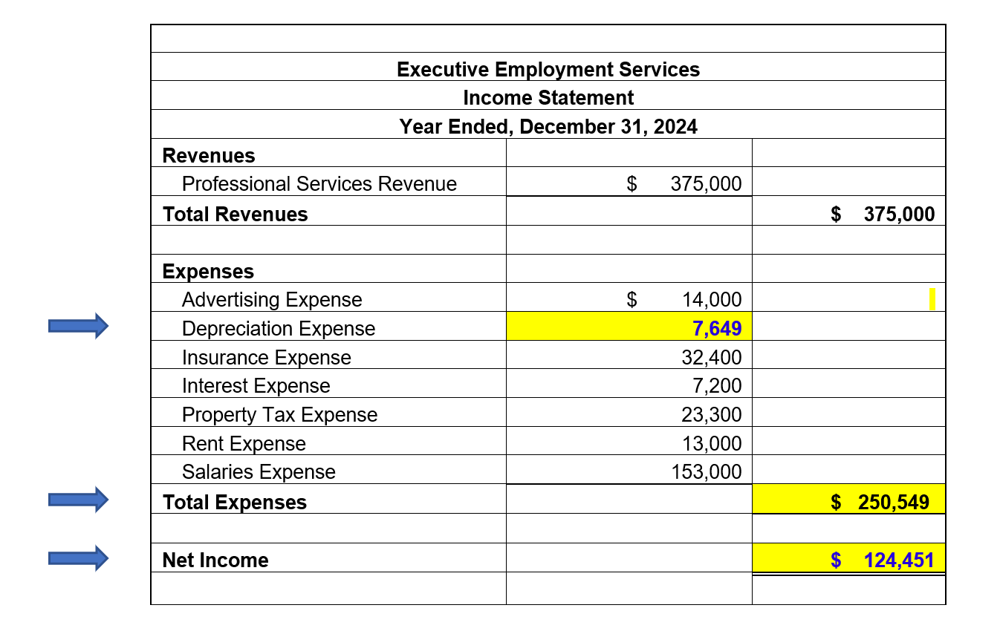 Executive Employment Services
Income Statement
Year Ended, December 31, 2024
Revenues
Professional Services Revenue $ 375,000
Total Revenues $ 375,000
Expenses
Advertising Expense $ 14,000
Depreciation Expense 7,649
Insurance Expense 32,400
Interest Expense 7,200
Property Tax Expense 23,300
Rent Expense 13,000
Salaries Expense 153,000
Total Expenses $ 250,549
Net Income $ 124,451